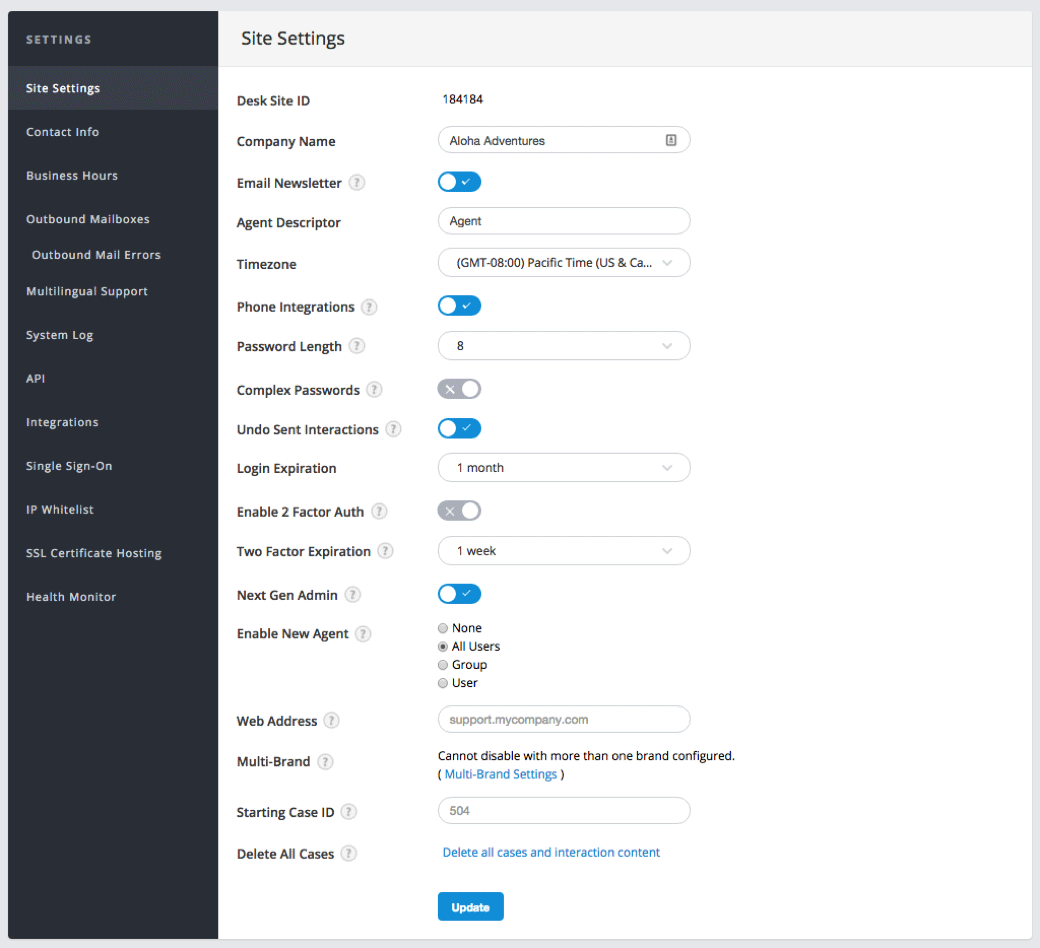 SETTINGS
Site Settings
Contact Info
Business Hours
Outbound Mailboxes
Outbound Mail Errors
Multilingual Support
System Log
API
Integrations
Single Sign-On
IP Whitelist
SSL Certificate Hosting
Health Monitor
Site Settings
Desk Site ID 184184
Company Name Aloha Adventures
Email Newsletter ?
Agent Descriptor Agent
Timezone (GMT-08:00) Pacific Time (US & Ca...
Phone Integrations ?
Password Length ? 8
Complex Passwords ?
Undo Sent Interactions ?
Login Expiration 1 month
Enable 2 Factor Auth ?
Two Factor Expiration ? 1 week
Next Gen Admin ?
Enable New Agent ? None
All Users
Group
User
Web Address ? support.mycompany.com
Multi-Brand ? Cannot disable with more than one brand configured.
( Multi-Brand Settings )
Starting Case ID ? 504
Delete All Cases ? Delete all cases and interaction content
Update